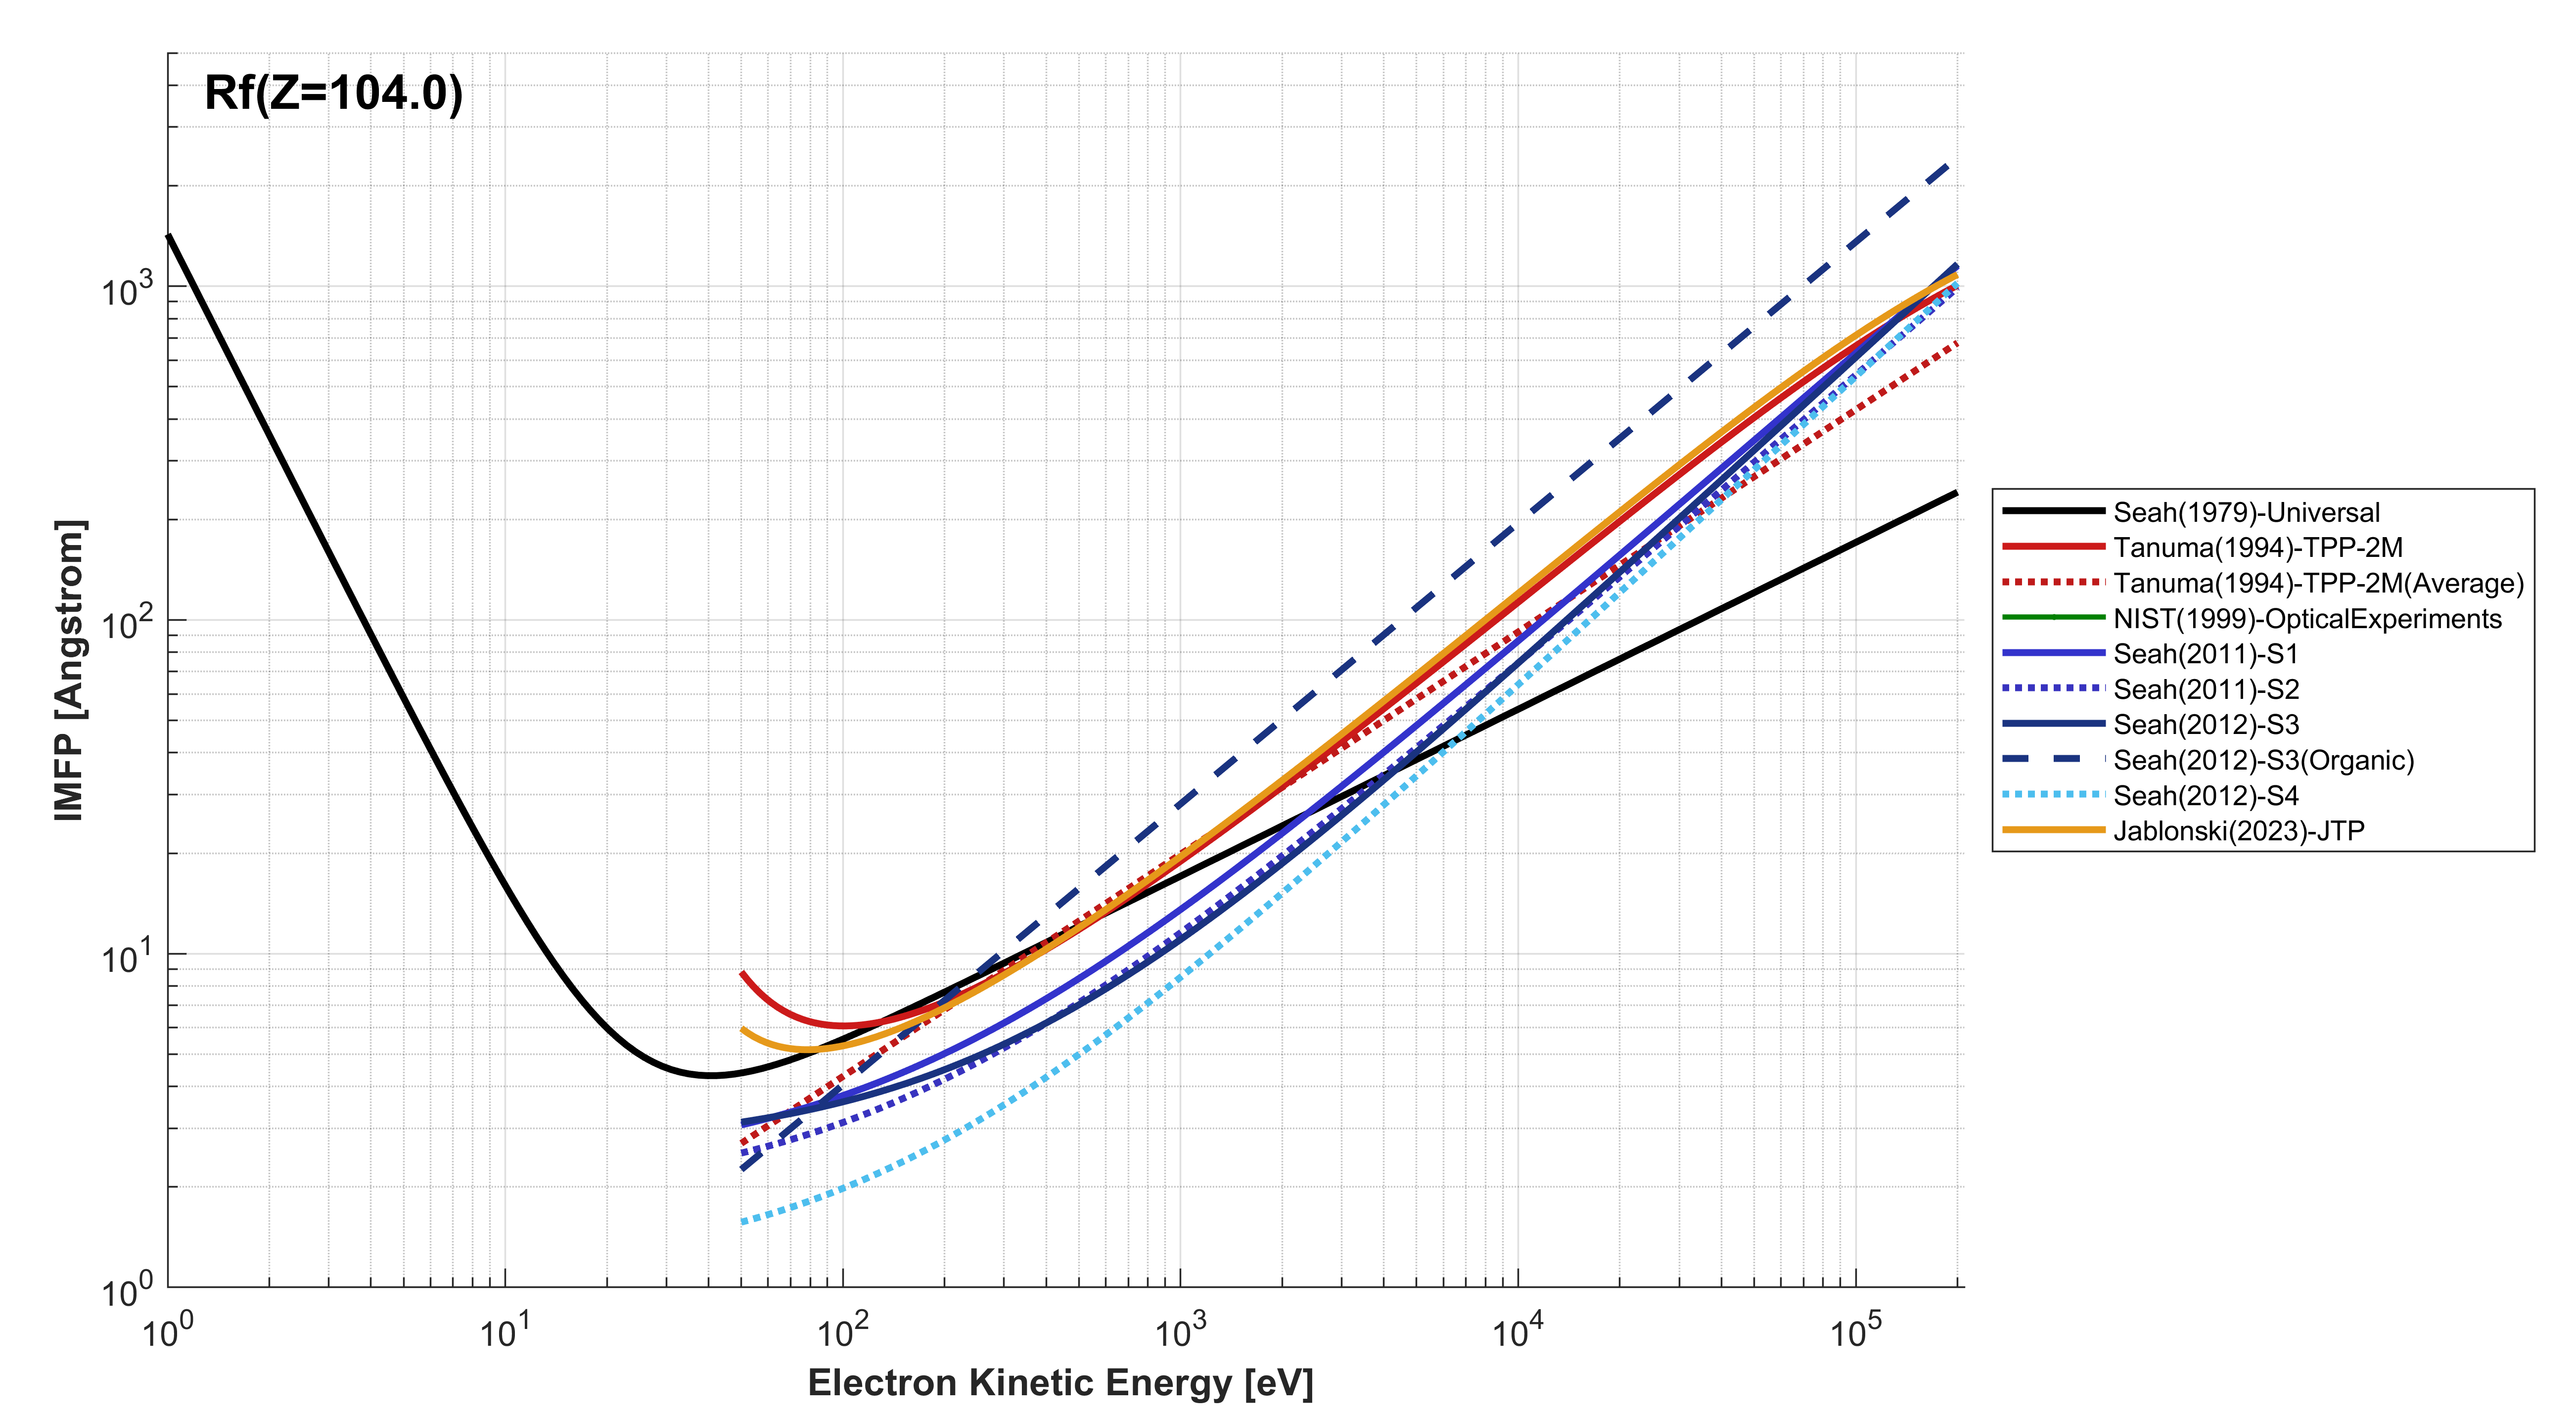 Rf(Z=104.0)
10^3
10^2
10^1
10^0
IMFP [Angstrom]
10^0 10^1 10^2 10^3 10^4 10^5
Electron Kinetic Energy [eV]
Seah(1979)-Universal
Tanuma(1994)-TPP-2M
Tanuma(1994)-TPP-2M(Average)
NIST(1999)-OpticalExperiments
Seah(2011)-S1
Seah(2011)-S2
Seah(2012)-S3
Seah(2012)-S3(Organic)
Seah(2012)-S4
Jablonski(2023)-JTP